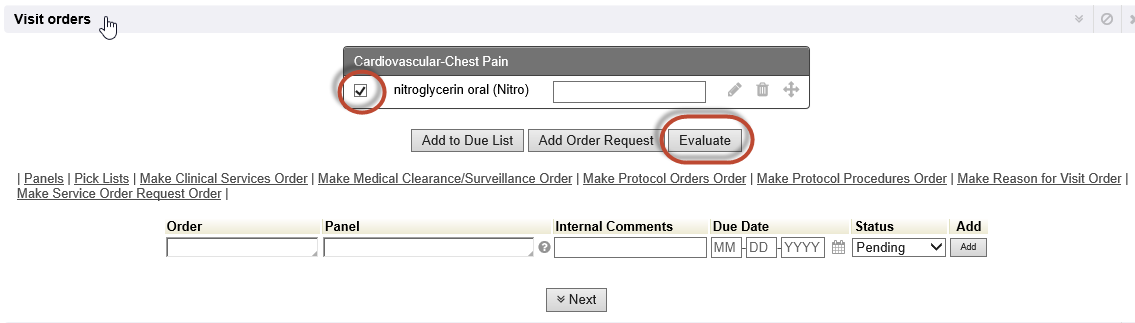 Visit orders
Cardiovascular-Chest Pain
nitroglycerin oral (Nitro)
Add to Due List Add Order Request Evaluate
| Panels | Pick Lists | Make Clinical Services Order | Make Medical Clearance/Surveillance Order | Make Protocol Orders Order | Make Protocol Procedures Order | Make Reason for Visit Order |
Make Service Order Request Order |
Order Panel Internal Comments Due Date Status Add
MM - DD - YYYY Pending Add
Next